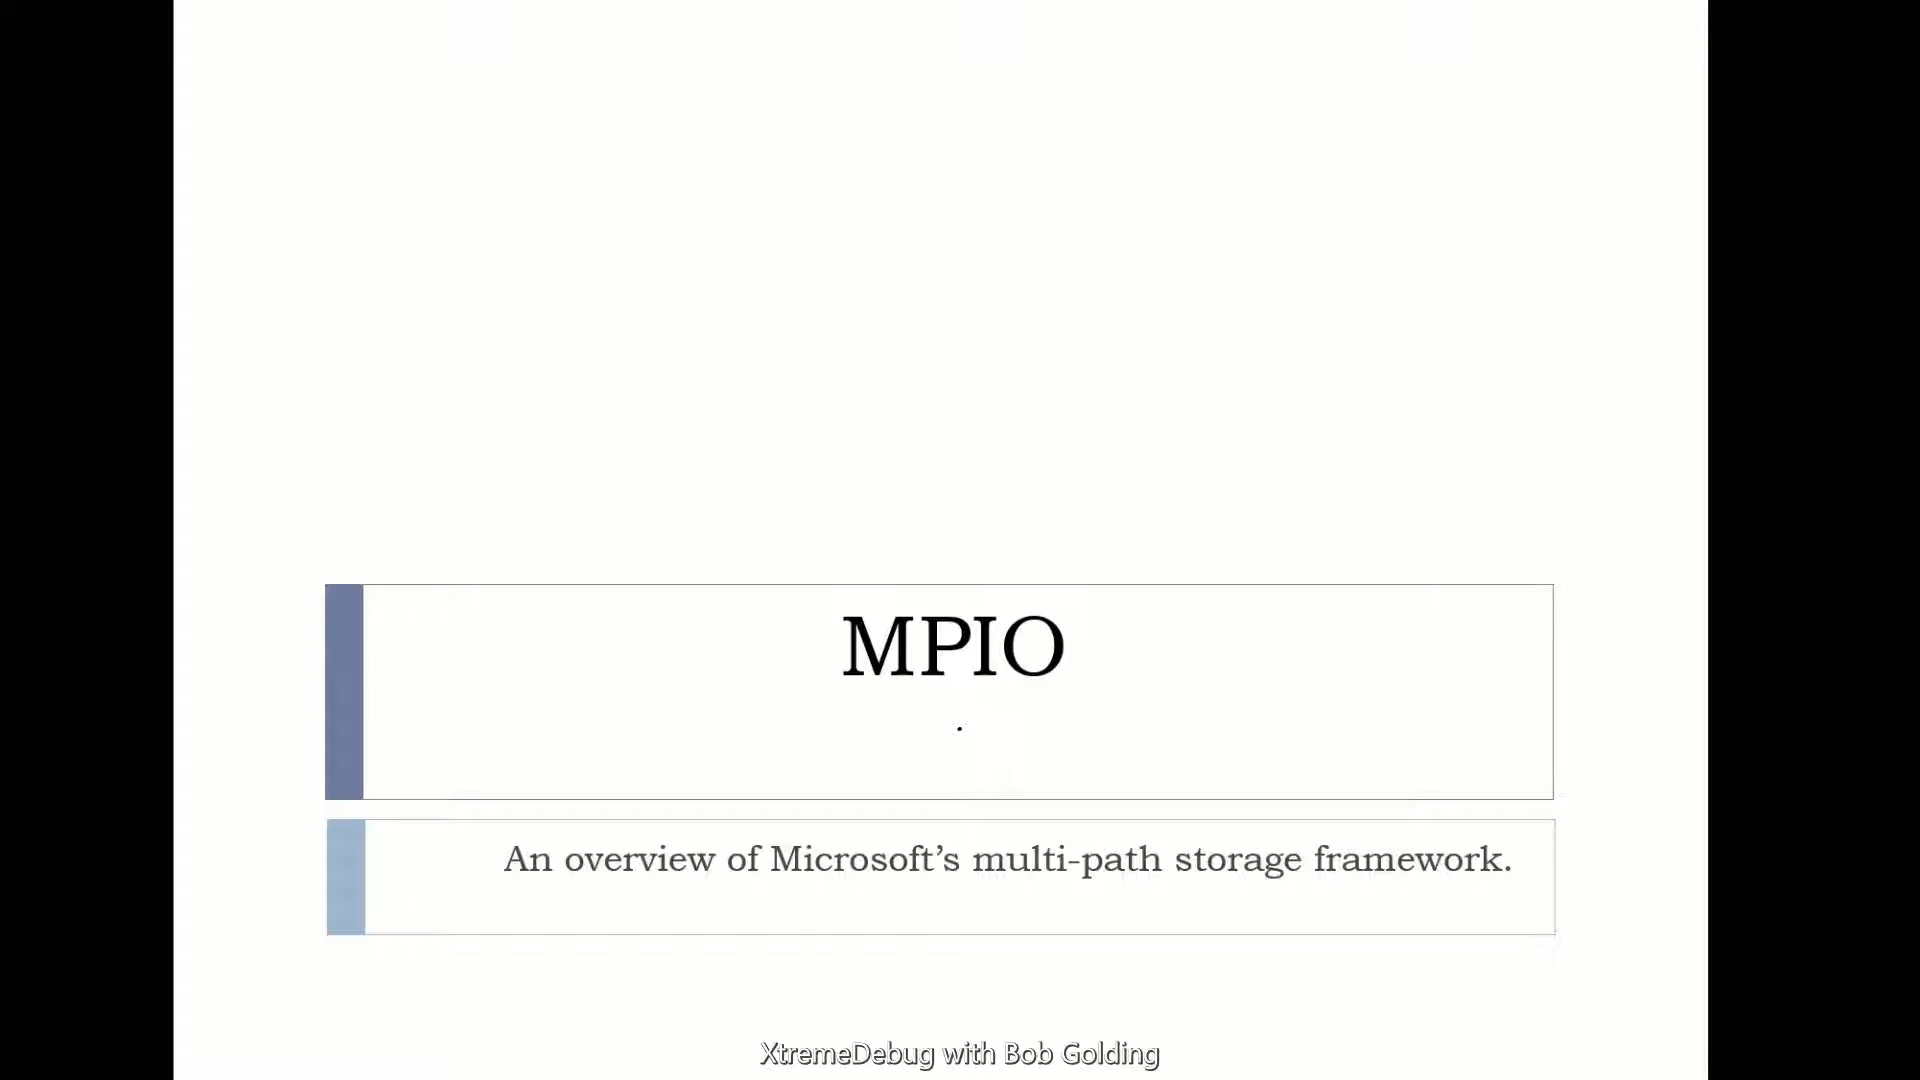 MPIO
.
An overview of Microsoft’s multi-path storage framework.
XtremeDebug with Bob Golding